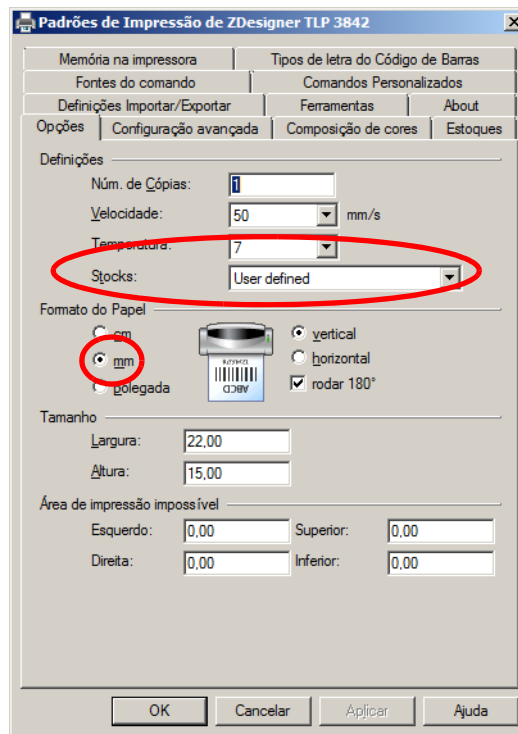 Padrões de Impressão de ZDesigner TLP 3842
Memória na impressora Tipos de letra do Código de Barras
Fontes do comando Comandos Personalizados
Definições Importar/Exportar Ferramentas About
Opções Configuração avançada Composição de cores Estoques
Definições
Núm. de Cópias: 1
Velocidade: 50 mm/s
Temperatura: 7
Stocks: User defined
Formato do Papel
cm vertical
mm horizontal
polegada rodar 180°
ABCD
Tamanho
Largura: 22,00
Altura: 15,00
Área de impressão impossível
Esquerdo: 0,00 Superior: 0,00
Direita: 0,00 Inferior: 0,00
OK Cancelar Aplicar Ajuda